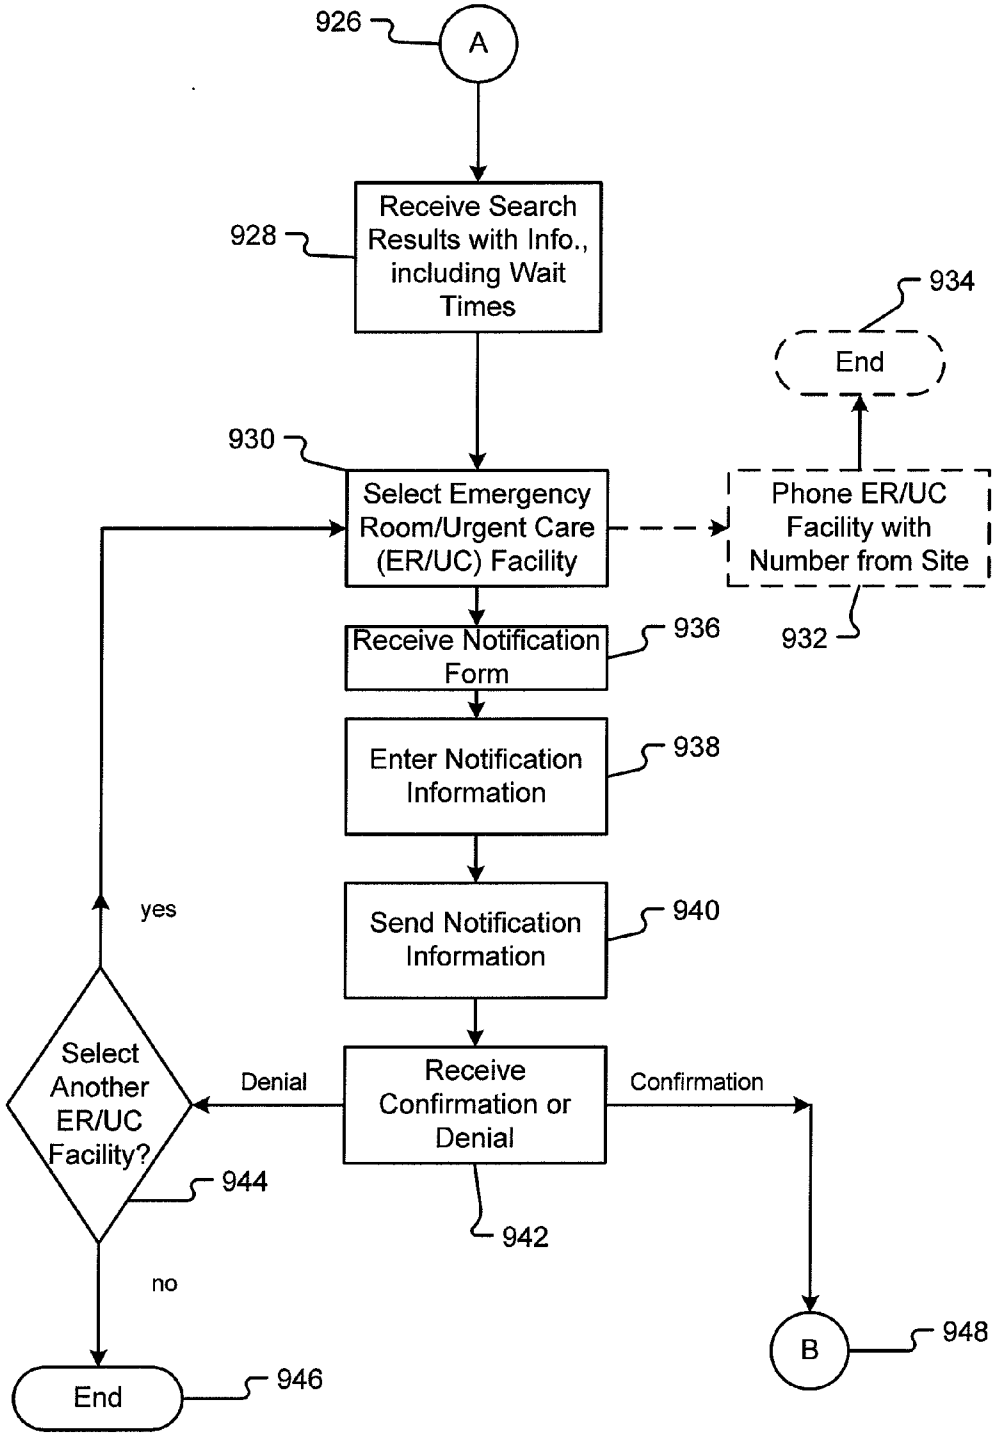 926
A
928
Receive Search
Results with Info.,
including Wait
Times
934
End
930
Select Emergency
Room/Urgent Care
(ER/UC) Facility
Phone ER/UC
Facility with
Number from Site
932
Receive Notification
Form
936
Enter Notification
Information
938
yes
Send Notification
Information
940
Select
Another
ER/UC
Facility?
944
Denial
Receive
Confirmation or
Denial
Confirmation
942
no
End
946
B
948